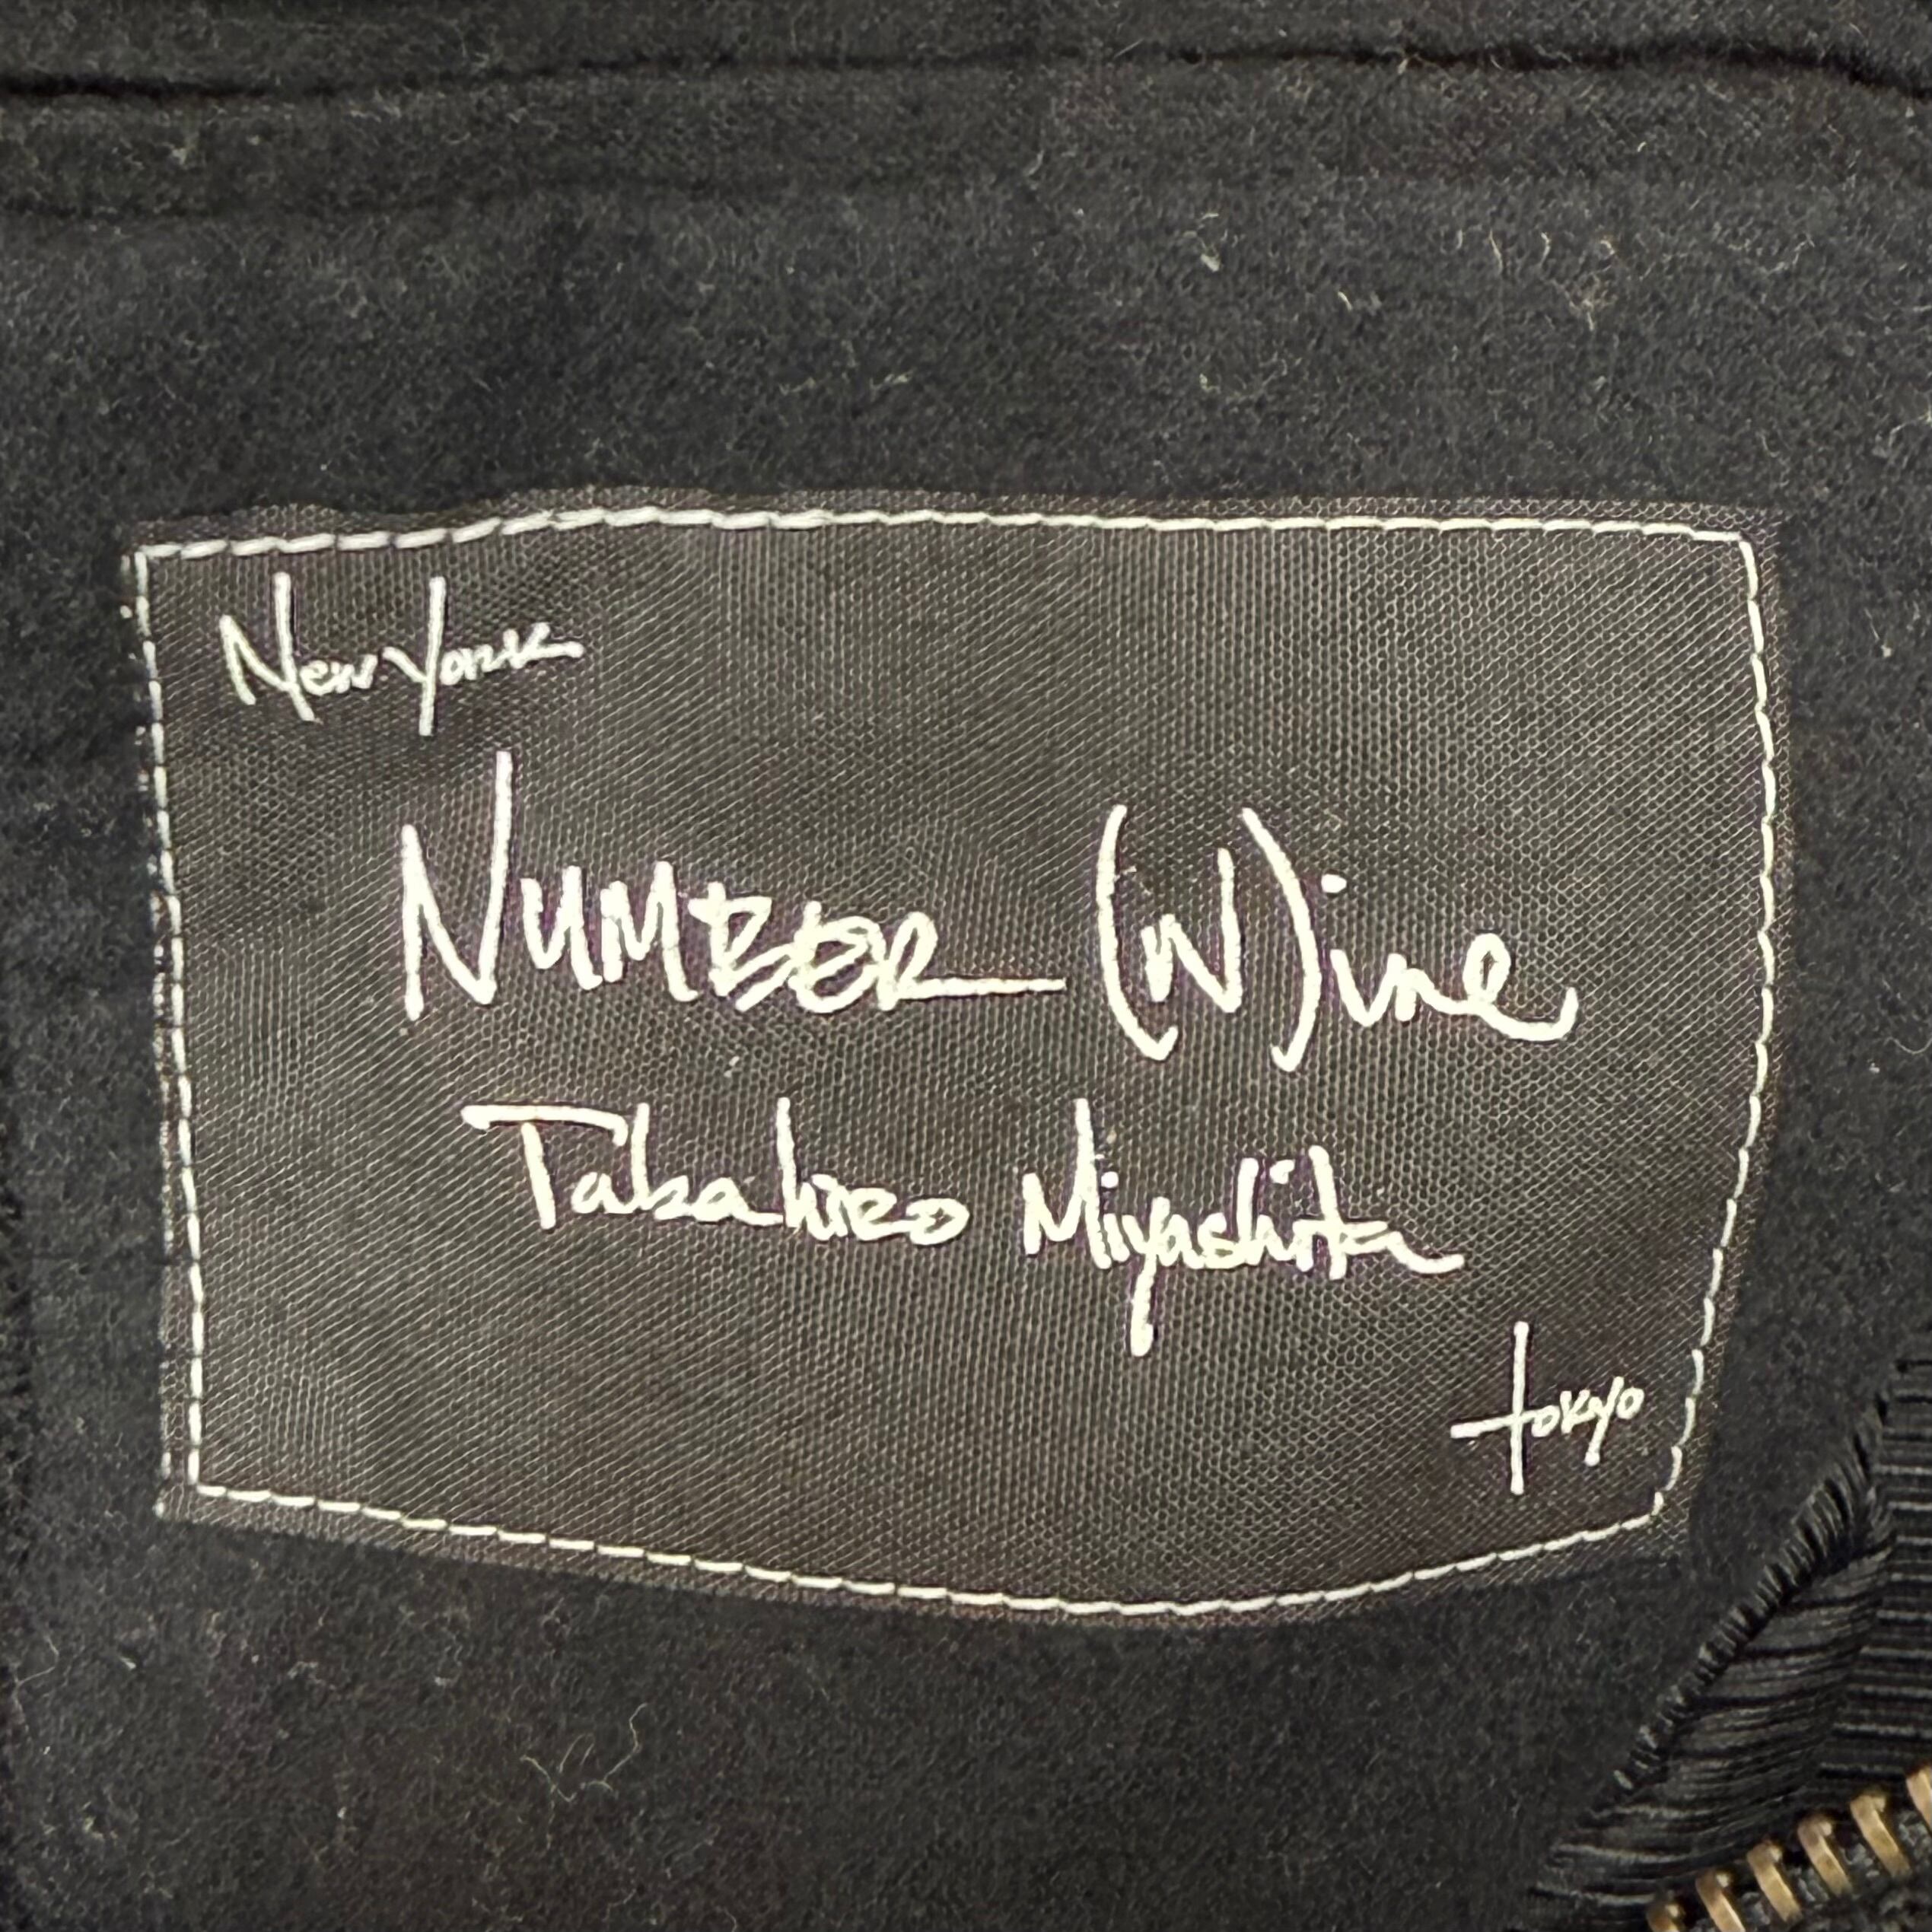 New York
Number (N)ine
Takahiro Miyashita
tokyo